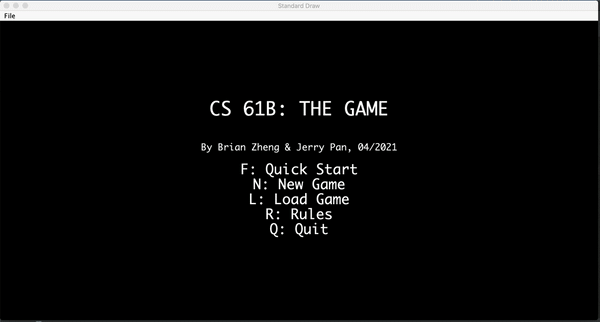 Standard Draw
File
CS 61B: THE GAME
By Brian Zheng & Jerry Pan, 04/2021
F: Quick Start
N: New Game
L: Load Game
R: Rules
Q: Quit